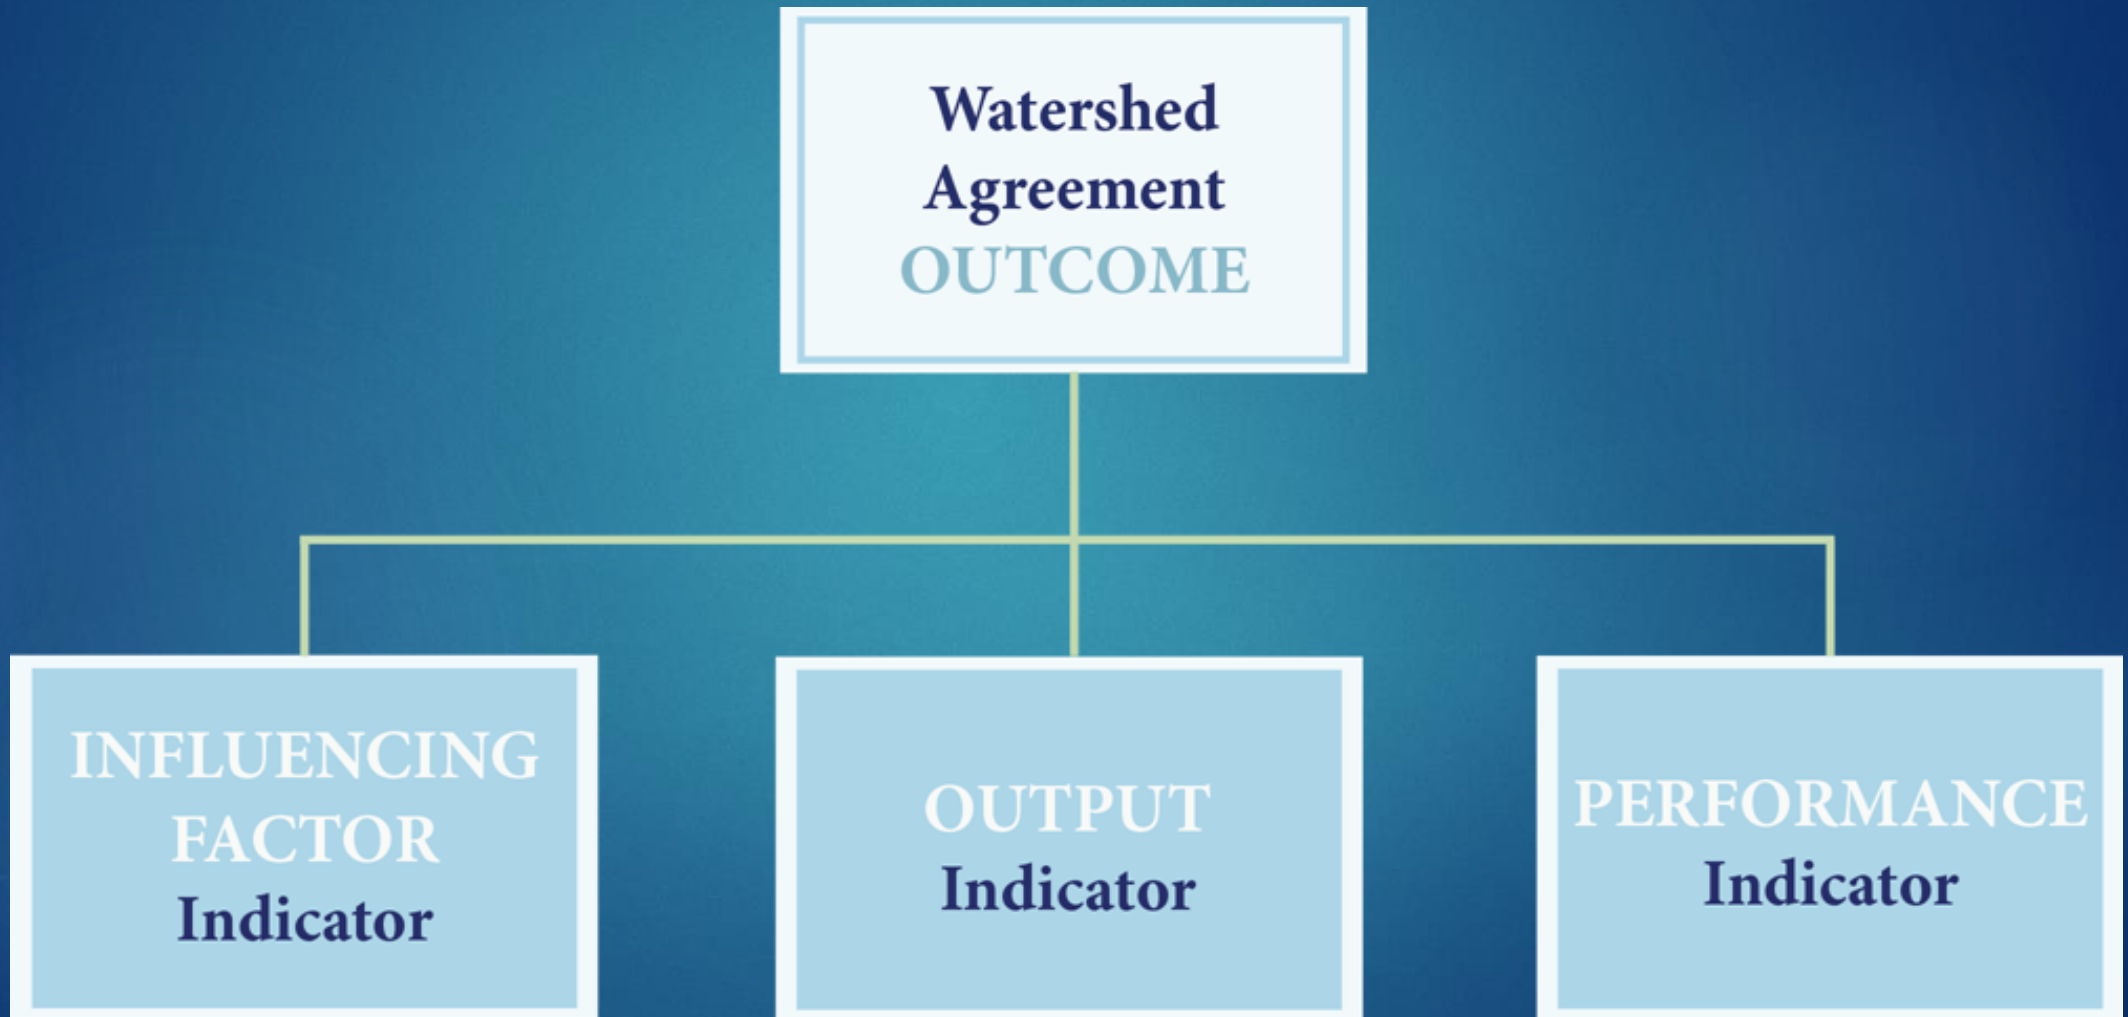 Watershed
Agreement
OUTCOME
INFLUENCING
FACTOR
Indicator
OUTPUT
Indicator
PERFORMANCE
Indicator